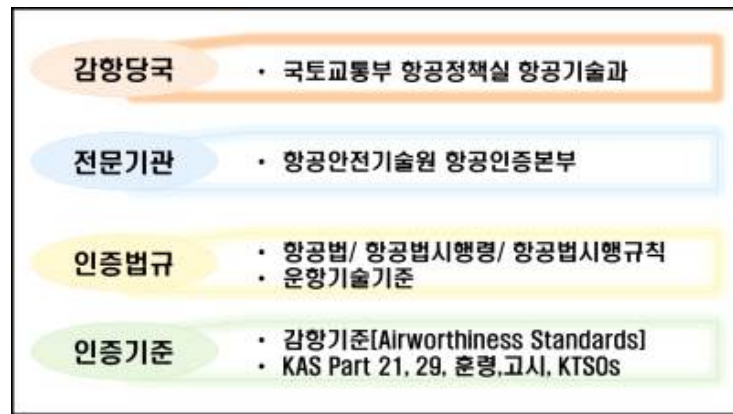 감항당국
• 국토교통부 항공정책실 항공기술과
전문기관
• 항공안전기술원 항공인증본부
인증법규
• 항공법/ 항공법시행령/ 항공법시행규칙
• 운항기술기준
인증기준
• 감항기준[Airworthiness Standards]
• KAS Part 21, 29, 훈령,고시, KTSOs